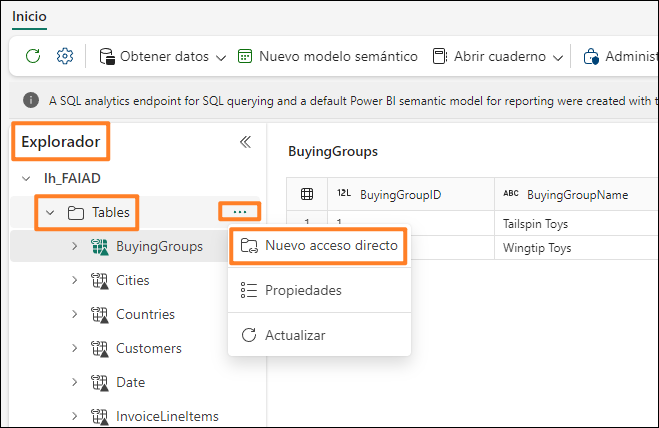 Inicio
Obtener datos Nuevo modelo semántico Abrir cuaderno Administ
A SQL analytics endpoint for SQL querying and a default Power BI semantic model for reporting were created with t
Explorador
lh_FAIAD
Tables ...
BuyingGroups
Cities
Countries
Customers
Date
InvoiceLineItems
Nuevo acceso directo
Propiedades
Actualizar
BuyingGroups
12L BuyingGroupID ABC BuyingGroupName
1 1 Tailspin Toys
Wingtip Toys